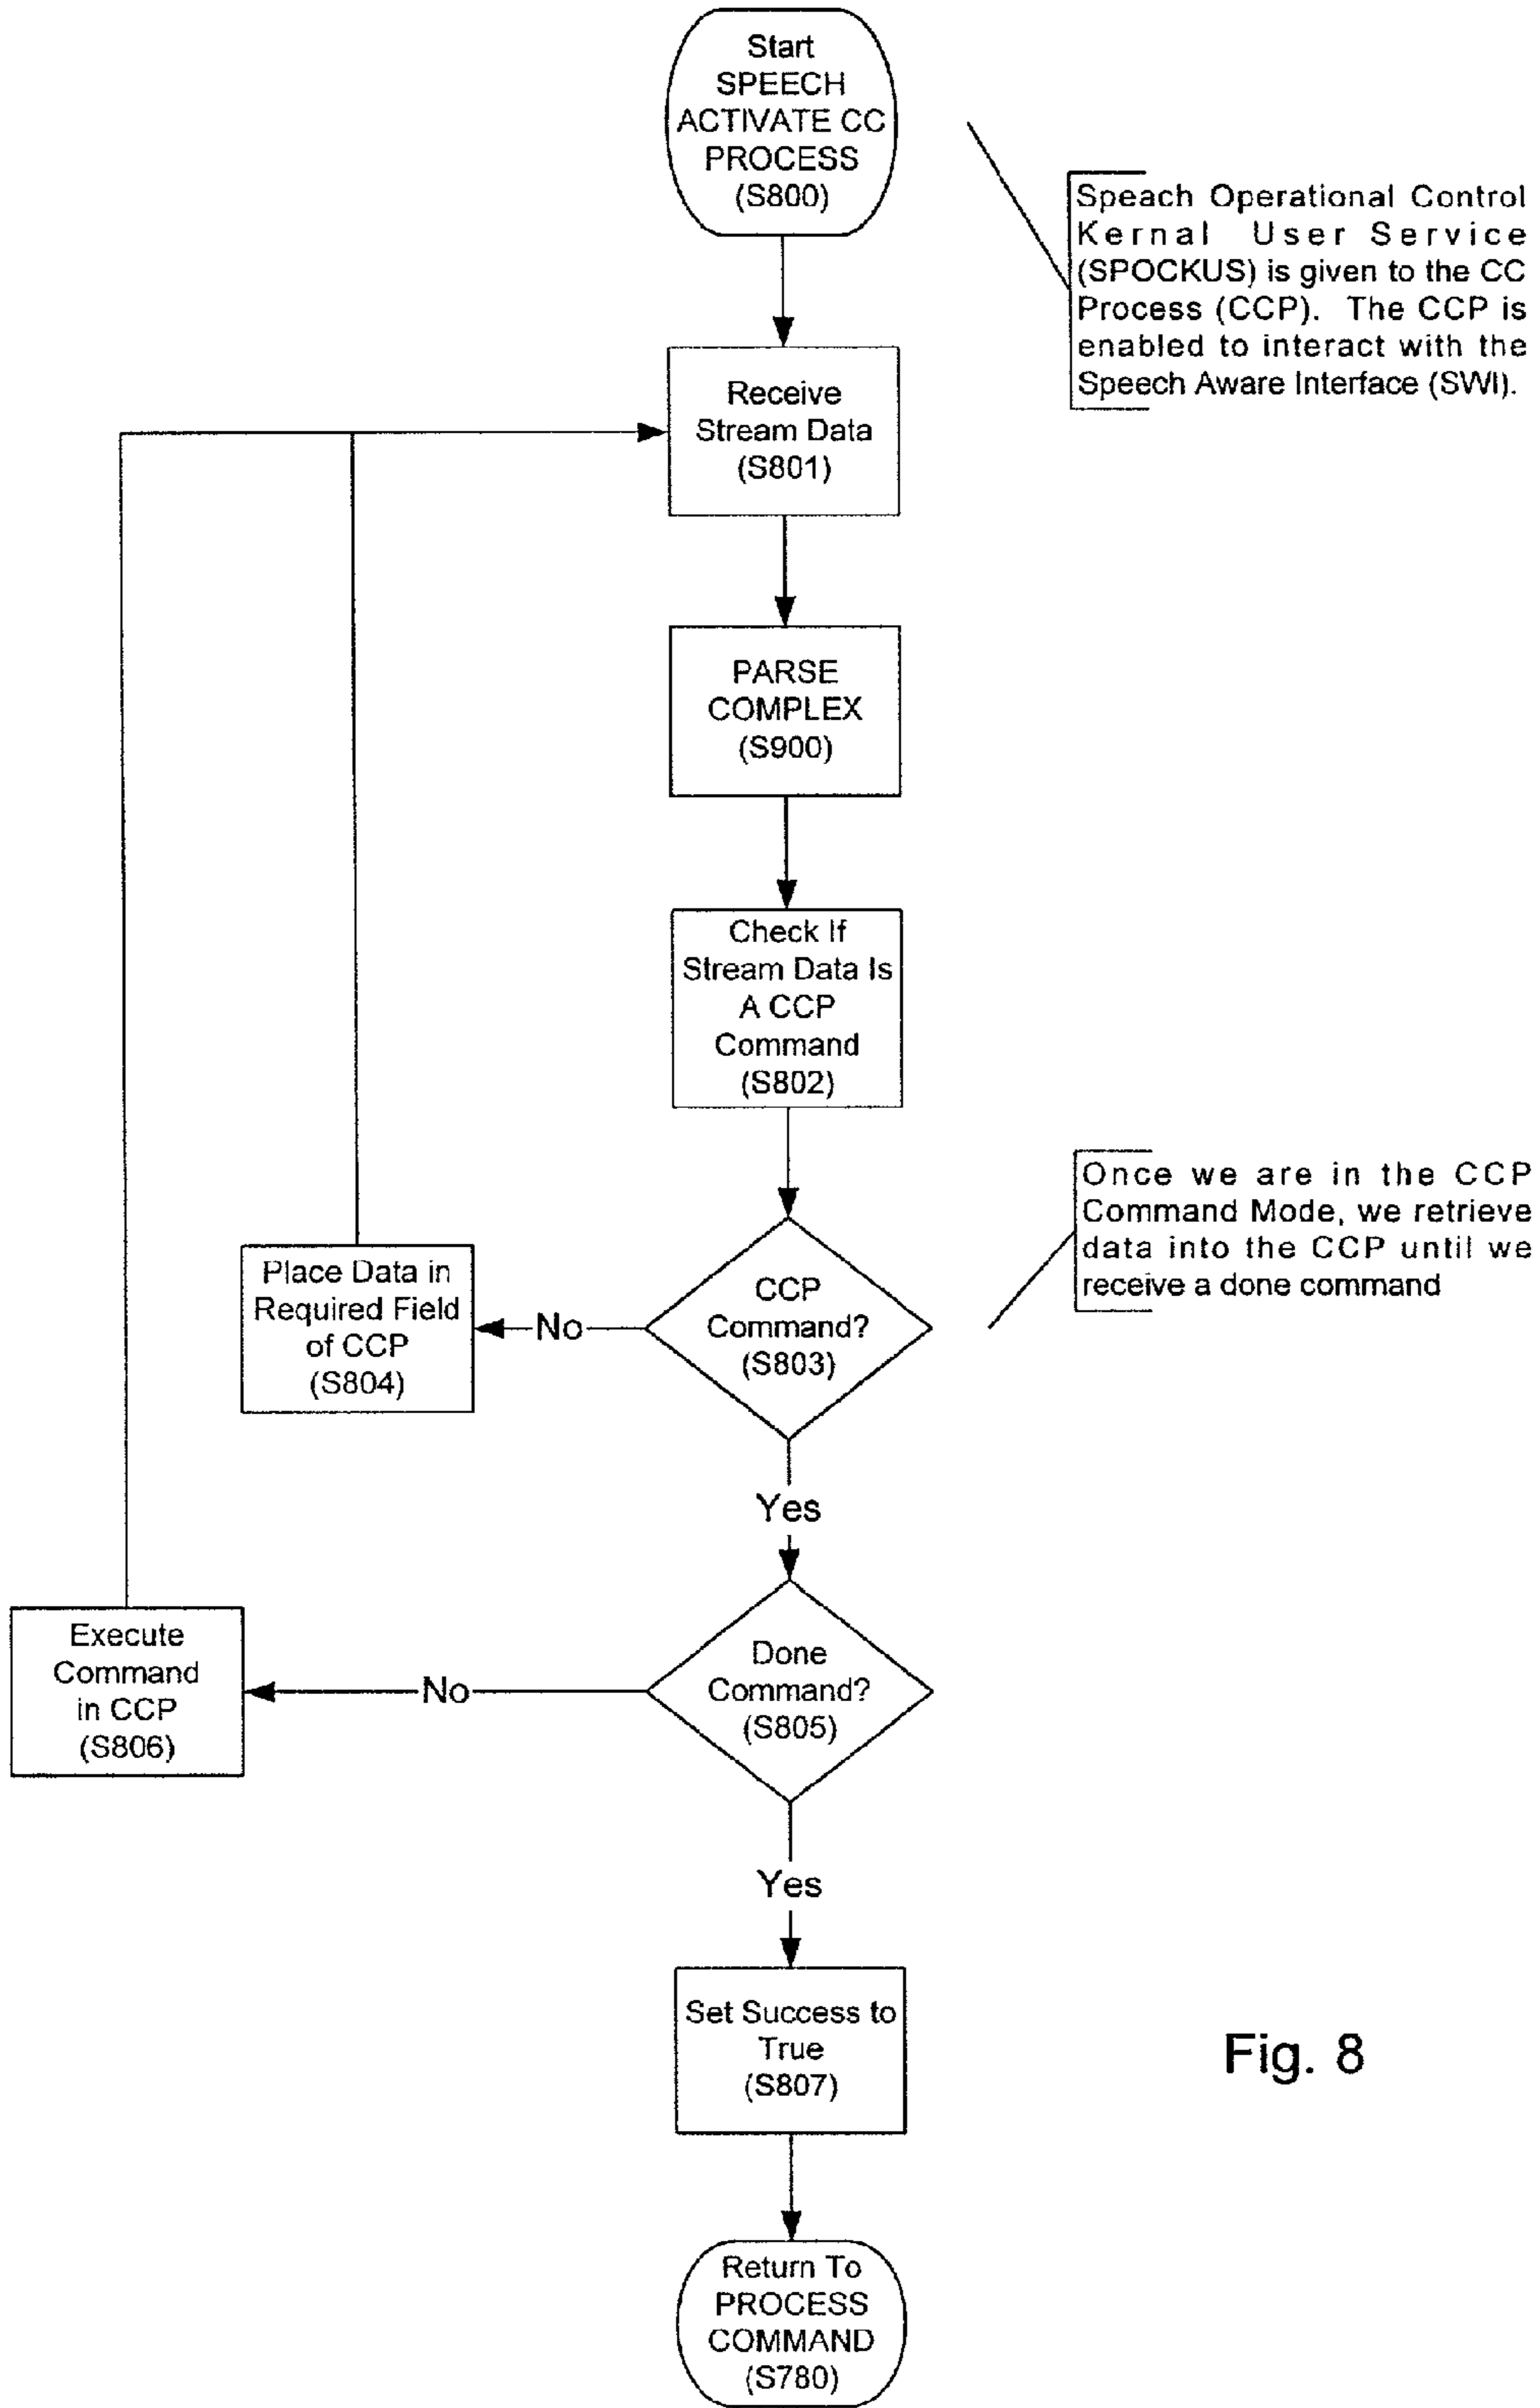 Start
SPEECH
ACTIVATE CC
PROCESS
(S800)
Speach Operational Control
Kernal User Service
(SPOCKUS) is given to the CC
Process (CCP). The CCP is
enabled to interact with the
Speech Aware Interface (SWI).
Receive
Stream Data
(S801)
PARSE
COMPLEX
(S900)
Check If
Stream Data Is
A CCP
Command
(S802)
Once we are in the CCP
Command Mode, we retrieve
data into the CCP until we
receive a done command
CCP
Command?
(S803)
No
Place Data in
Required Field
of CCP
(S804)
Yes
Done
Command?
(S805)
No
Execute
Command
in CCP
(S806)
Yes
Set Success to
True
(S807)
Fig. 8
Return To
PROCESS
COMMAND
(S780)